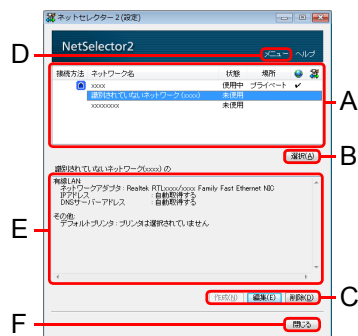 ネットセレクター2(設定)
NetSelector2
D
メニュー ヘルプ
接続方法 ネットワーク名 状態 場所
xxxx 使用中 プライベート ✔
識別されていないネットワーク(xxxx) 未使用
xxxxxxxx 未使用
A
選択(A)
B
識別されていないネットワーク(xxxx) の
有線LAN:
ネットワークアダプタ: Realtek RTLxxxx/xxxx Family Fast Ethernet NIC
IPアドレス : 自動取得する
DNSサーバーアドレス : 自動取得する
その他:
デフォルトプリンタ: プリンタは選択されていません
E
作成(N) 編集(E) 削除(D)
C
F
閉じる